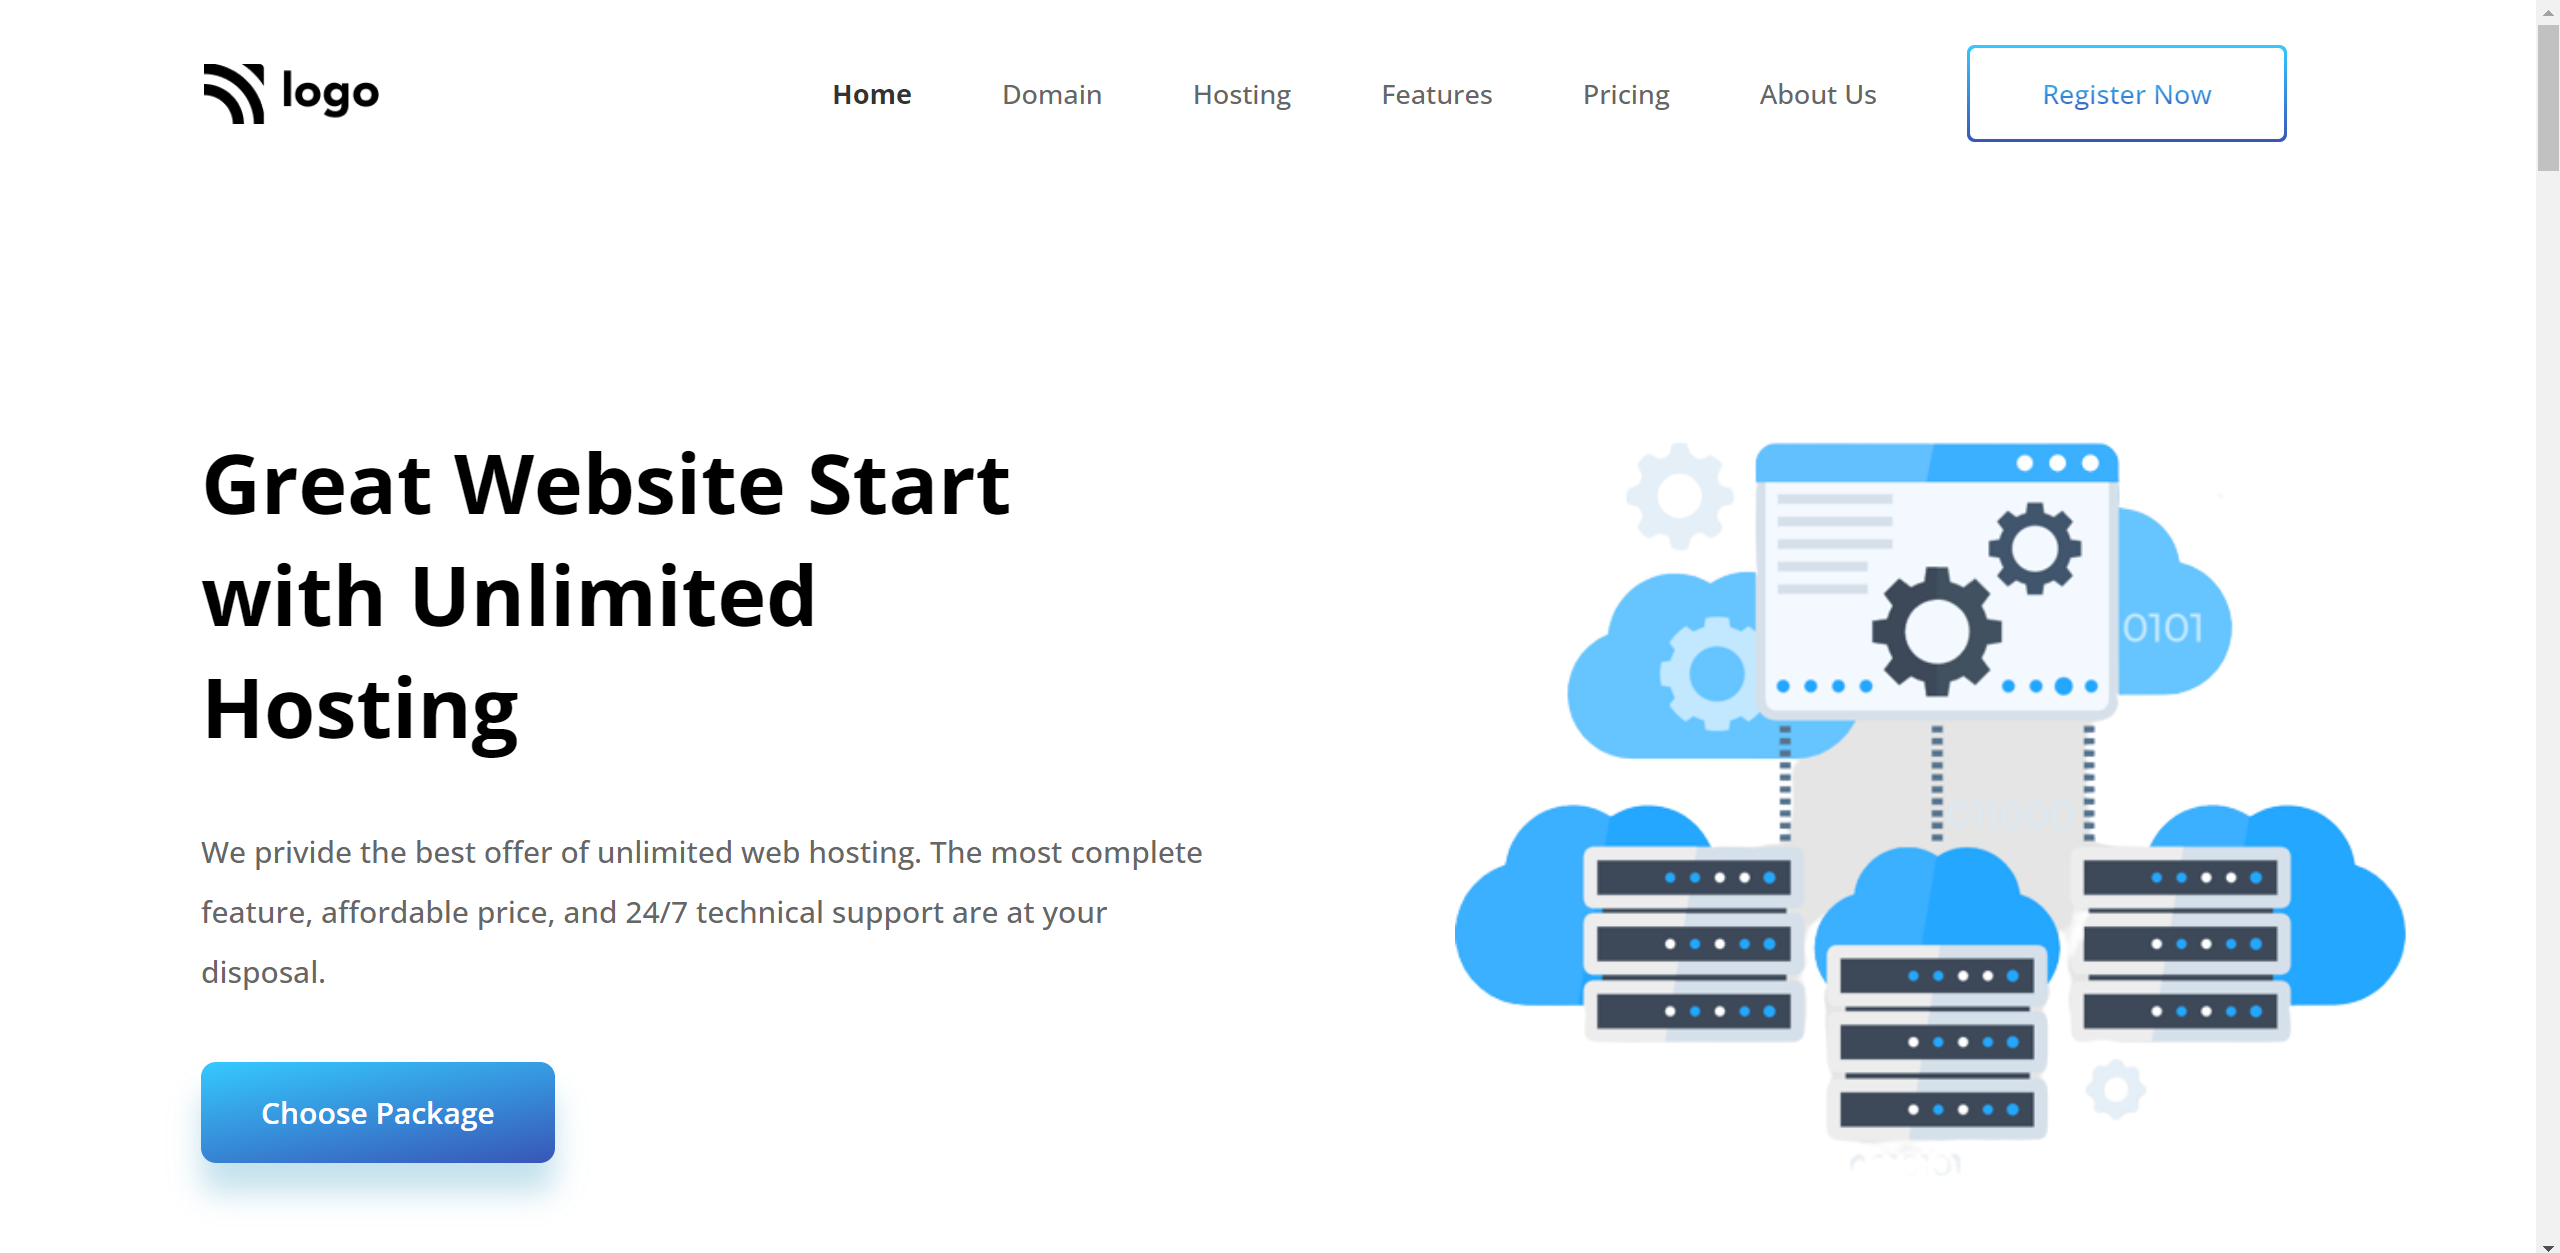 logo
Home Domain Hosting Features Pricing About Us Register Now
Great Website Start
with Unlimited
Hosting
We privide the best offer of unlimited web hosting. The most complete
feature, affordable price, and 24/7 technical support are at your
disposal.
Choose Package
0101